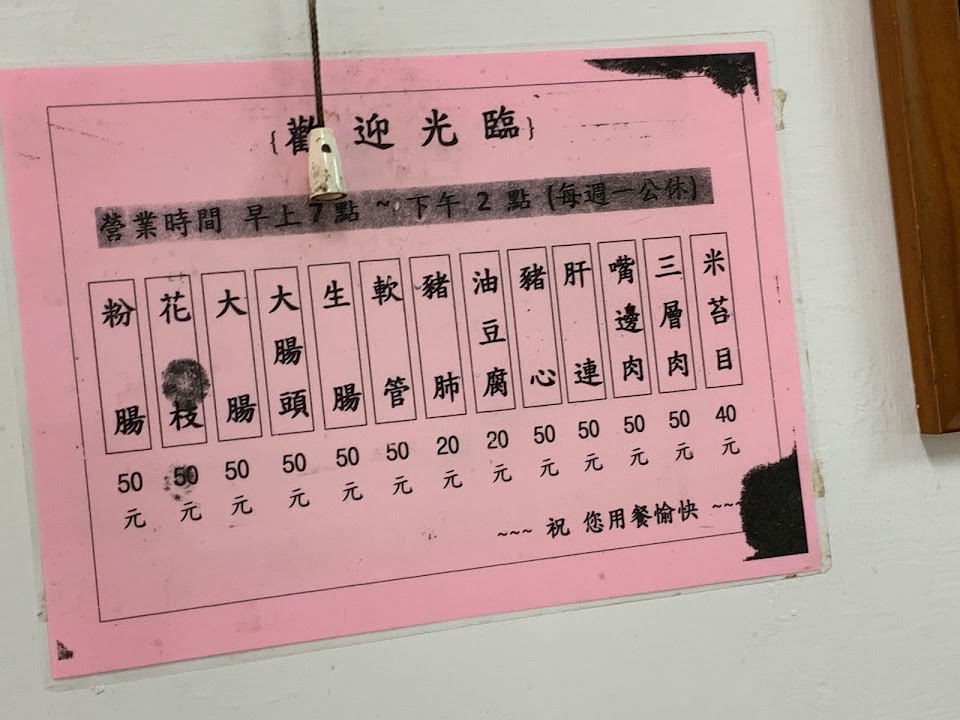 {歡迎光臨}
營業時間 早上7點 ~ 下午 2 點 (每週一公休)
米苔目 40元
三層肉 50元
嘴邊肉 50元
肝連 50元
豬心 50元
油豆腐 20元
豬肺 20元
軟管 50元
生腸 50元
大腸頭 50元
大腸 50元
花枝 50元
粉腸 50元
~~~ 祝 您用餐愉快 ~~~